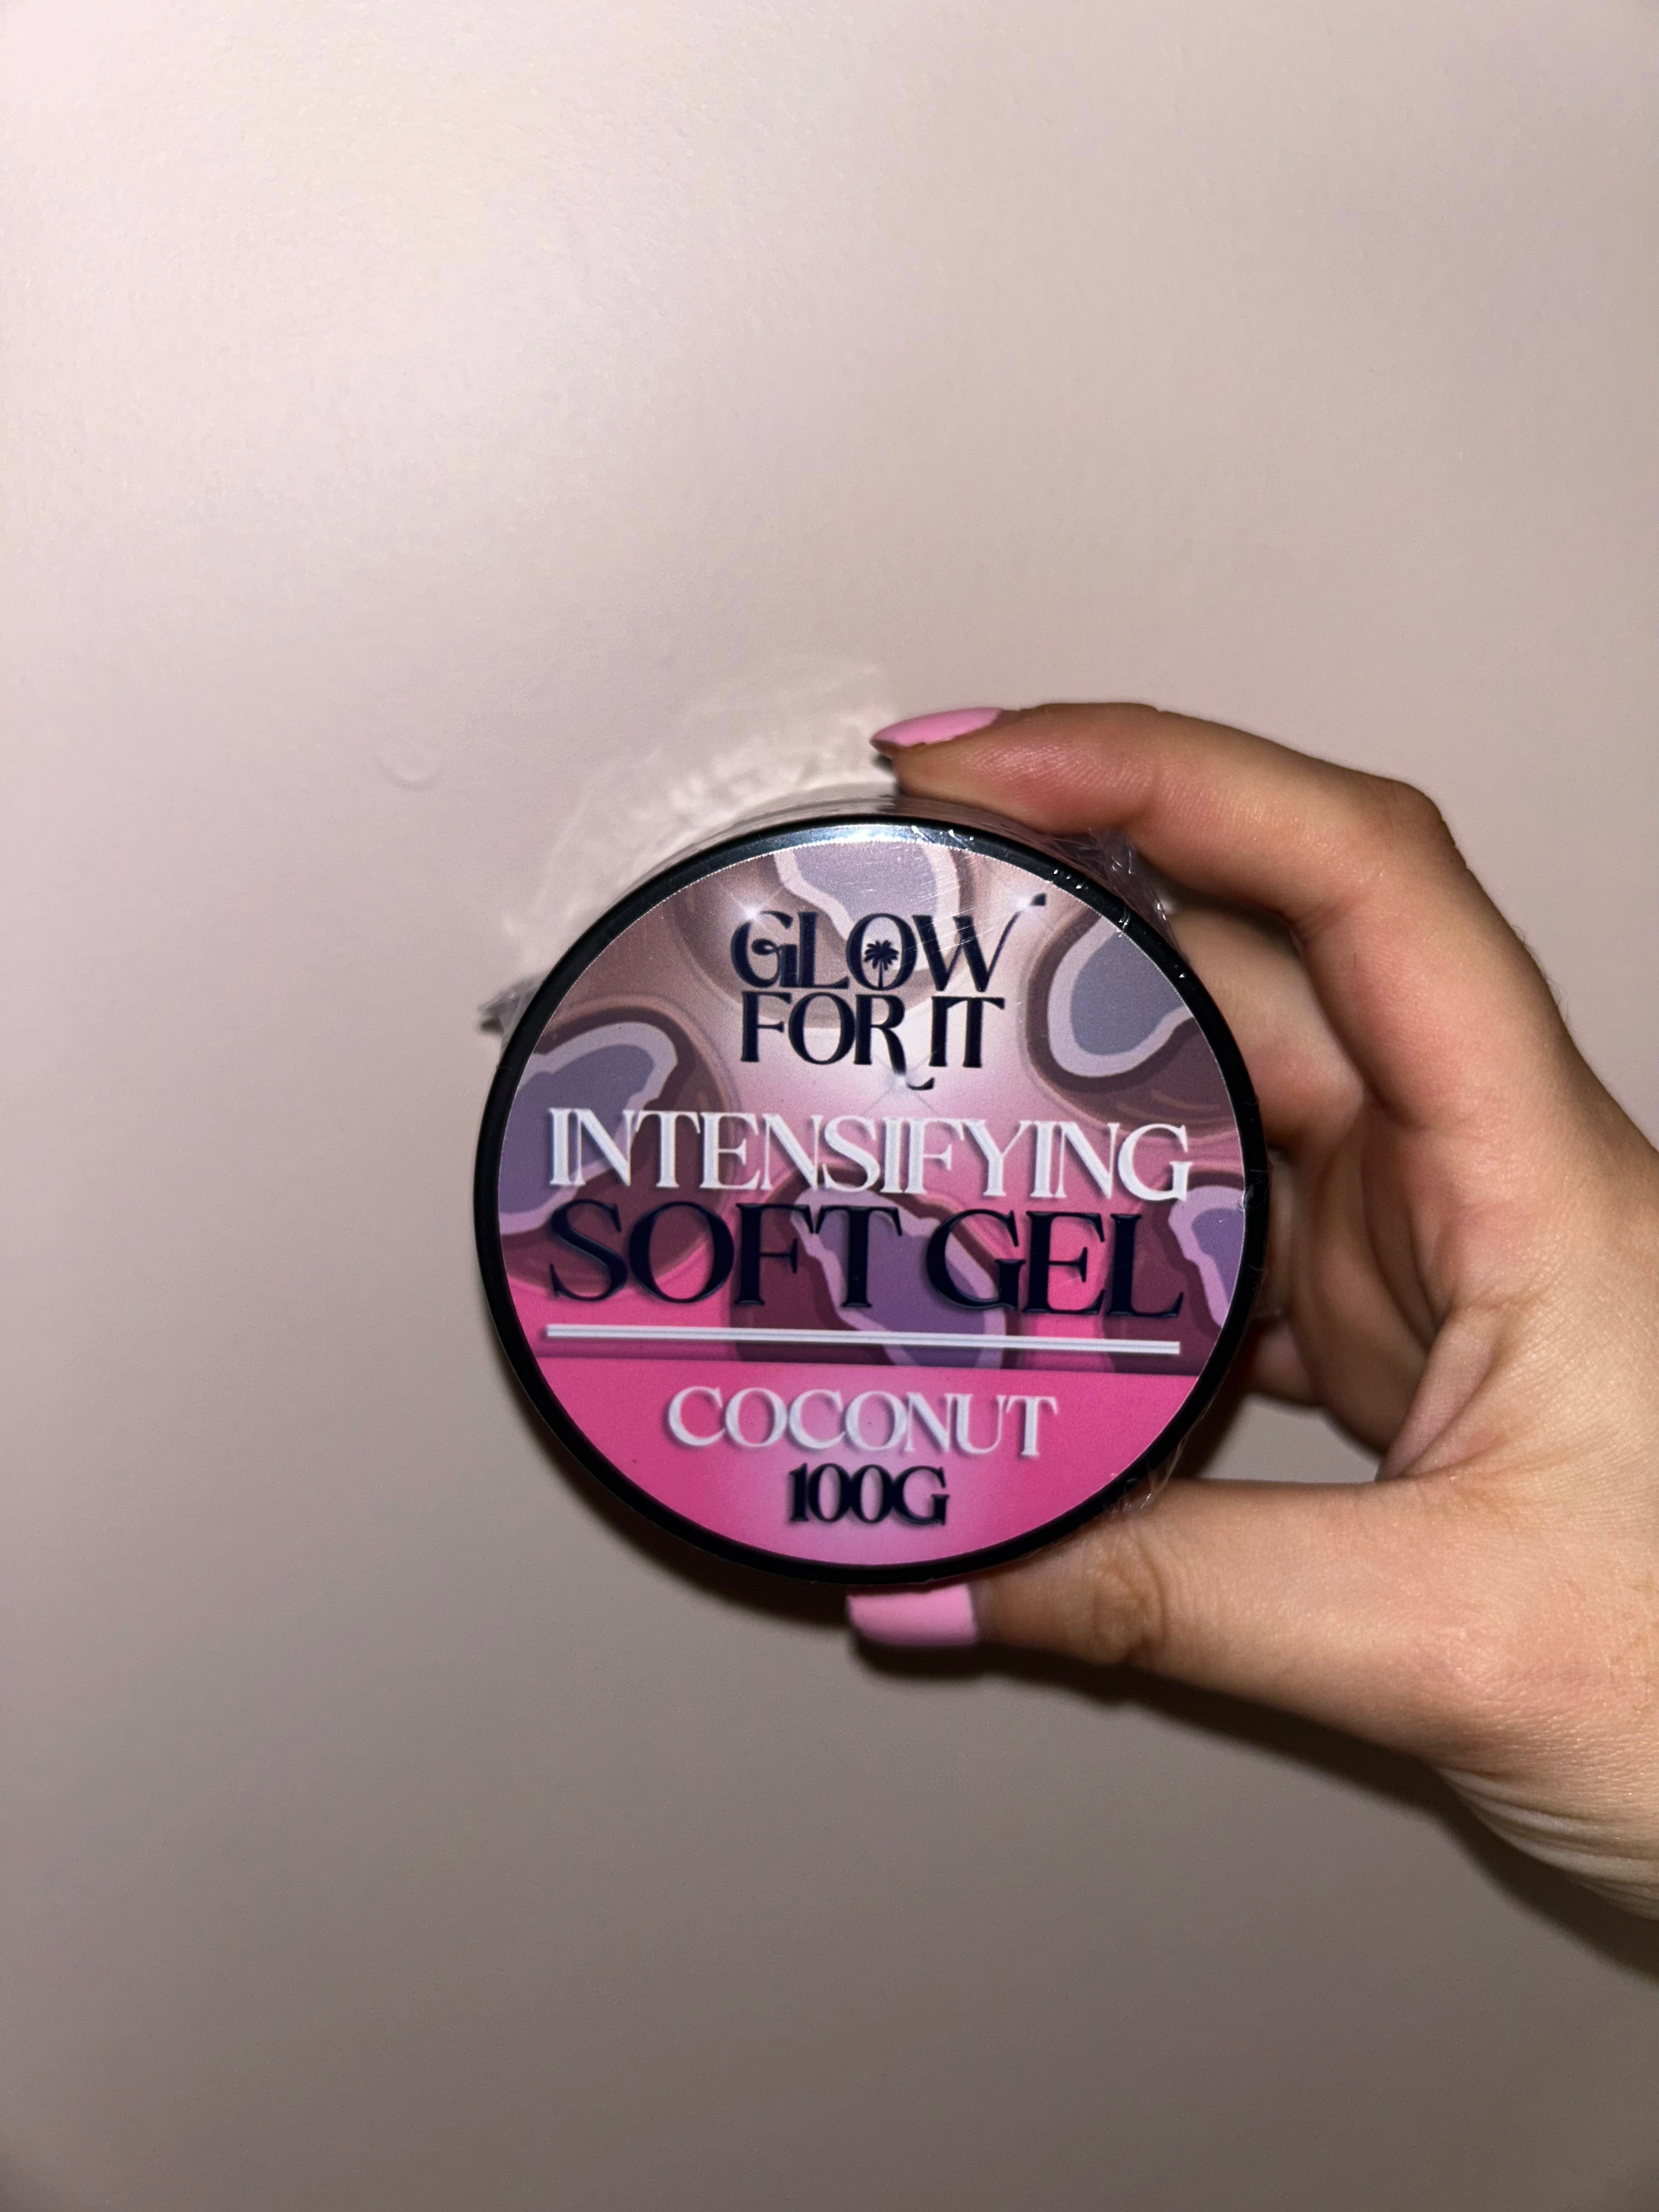 GLOW
FOR IT
INTENSIFYING
SOFT GEL
COCONUT
100G